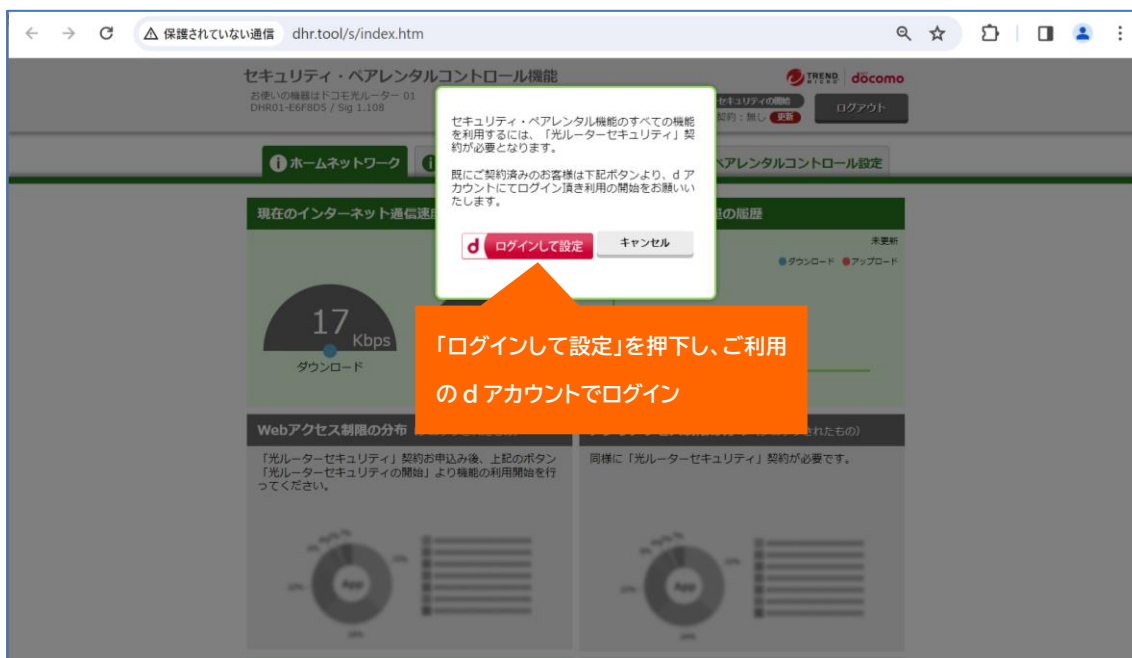 保護されていない通信 dhr.tool/s/index.htm
セキュリティ・ペアレンタルコントロール機能
TREND MICRO döcomo
お使いの機器はドコモ光ルーター 01
DHR01-E6F8D5 / Sig 1.108
セキュリティの開始
契約：無し 更新
ログアウト
セキュリティ・ペアレンタル機能のすべての機能
を利用するには、「光ルーターセキュリティ」契
約が必要となります。
既にご契約済みのお客様は下記ボタンより、d ア
カウントにてログイン頂き利用の開始をお願いい
たします。
d ログインして設定
キャンセル
ホームネットワーク
ペアレンタルコントロール設定
現在のインターネット通信速度
の履歴
未更新
ダウンロード アップロード
17 Kbps
ダウンロード
「ログインして設定」を押下し、ご利用
の d アカウントでログイン
Webアクセス制限の分布
されたもの)
「光ルーターセキュリティ」契約お申込み後、上記のボタン
「光ルーターセキュリティの開始」より機能の利用開始を行
ってください。
同様に「光ルーターセキュリティ」契約が必要です。
App
App